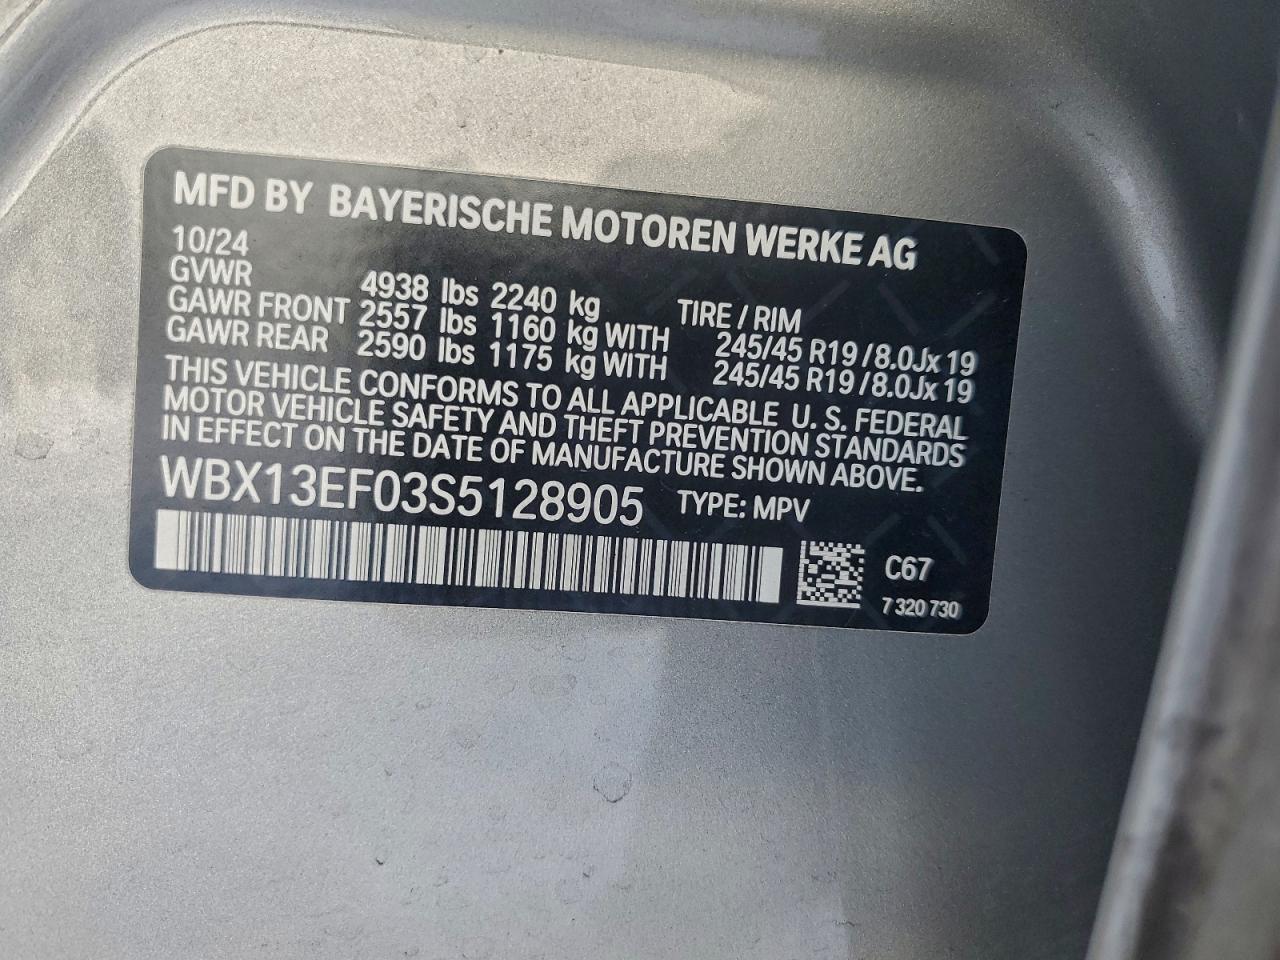 MFD BY BAYERISCHE MOTOREN WERKE AG
10/24
GVWR 4938 lbs 2240 kg TIRE / RIM
GAWR FRONT 2557 lbs 1160 kg WITH 245/45 R19 / 8.0Jx 19
GAWR REAR 2590 lbs 1175 kg WITH 245/45 R19 / 8.0Jx 19
THIS VEHICLE CONFORMS TO ALL APPLICABLE U. S. FEDERAL
MOTOR VEHICLE SAFETY AND THEFT PREVENTION STANDARDS
IN EFFECT ON THE DATE OF MANUFACTURE SHOWN ABOVE.
WBX13EF03S5128905 TYPE: MPV
C67
7 320 730